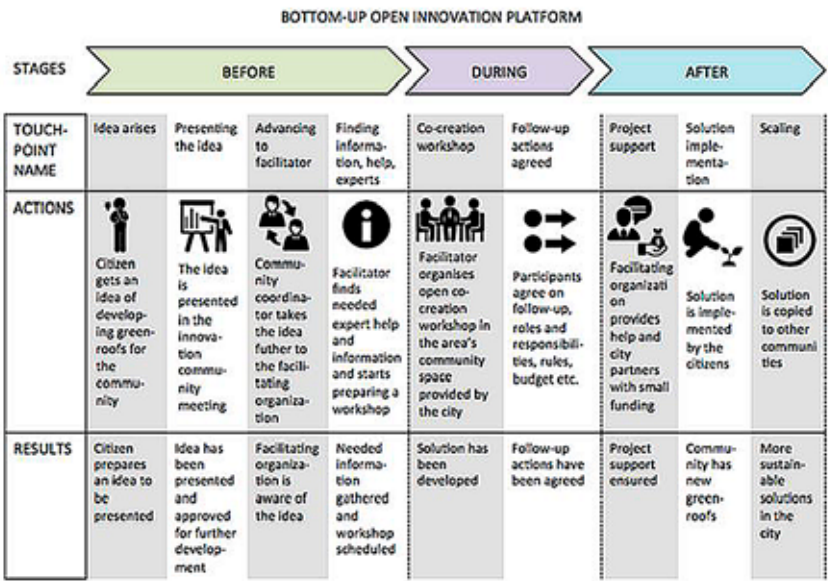 BOTTOM-UP OPEN INNOVATION PLATFORM
STAGES
BEFORE
DURING
AFTER
TOUCH-
POINT
NAME
Idea arises
Presenting
the idea
Advancing
to
facilitator
Finding
informa-
tion, help,
experts
Co-creation
workshop
Follow-up
actions
agreed
Project
support
Solution
imple-
menta-
tion
Scaling
ACTIONS
Citizen
gets an
idea of
develop
ing green-
roofs for
the
commu-
nity
The idea
is
presented
in the
innova-
tion
community
meeting
Commu-
nity
coordina-
tor takes
the idea
futher to
the facili-
tating
organiza-
tion
Facilitator
finds
needed
expert help
and
information
and starts
preparing a
workshop
Facilitator
organises
open co-
creation
workshop in
the area's
community
space
provided by
the city
Participants
agree on
follow-up,
roles and
responsibili-
ties, rules,
budget etc.
Facilitating
organizati
on
provides
help and
city
partners
with small
funding
Solution
is imple-
mented
by the
citizens
Solution
is copied
to other
communi
ties
RESULTS
Citizen
prepares
an idea to
be
presented
Idea has
been
presented
and
approved
for further
develop-
ment
Facilitating
organiza-
tion is
aware of
the idea
Needed
informa-
tion
gathered
and
workshop
scheduled
Solution has
been
developed
Follow-up
actions have
been agreed
Project
support
ensured
Commu-
nity has
new
green-
roofs
More
sustain-
able
solutions
in the
city